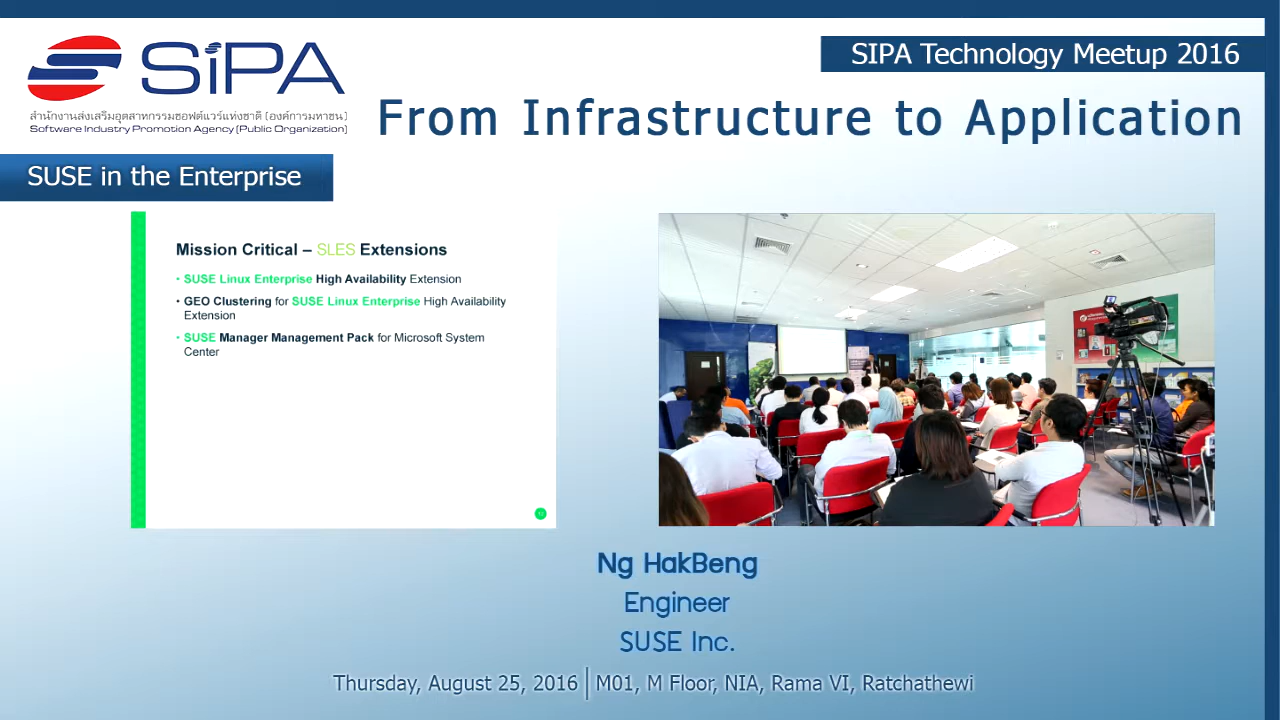 SIPA
สำนักงานส่งเสริมอุตสาหกรรมซอฟต์แวร์แห่งชาติ (องค์การมหาชน)
Software Industry Promotion Agency (Public Organization)
SIPA Technology Meetup 2016
From Infrastructure to Application
SUSE in the Enterprise
Mission Critical – SLES Extensions
• SUSE Linux Enterprise High Availability Extension
• GEO Clustering for SUSE Linux Enterprise High Availability
Extension
• SUSE Manager Management Pack for Microsoft System
Center
Ng HakBeng
Engineer
SUSE Inc.
Thursday, August 25, 2016 | M01, M Floor, NIA, Rama VI, Ratchathewi